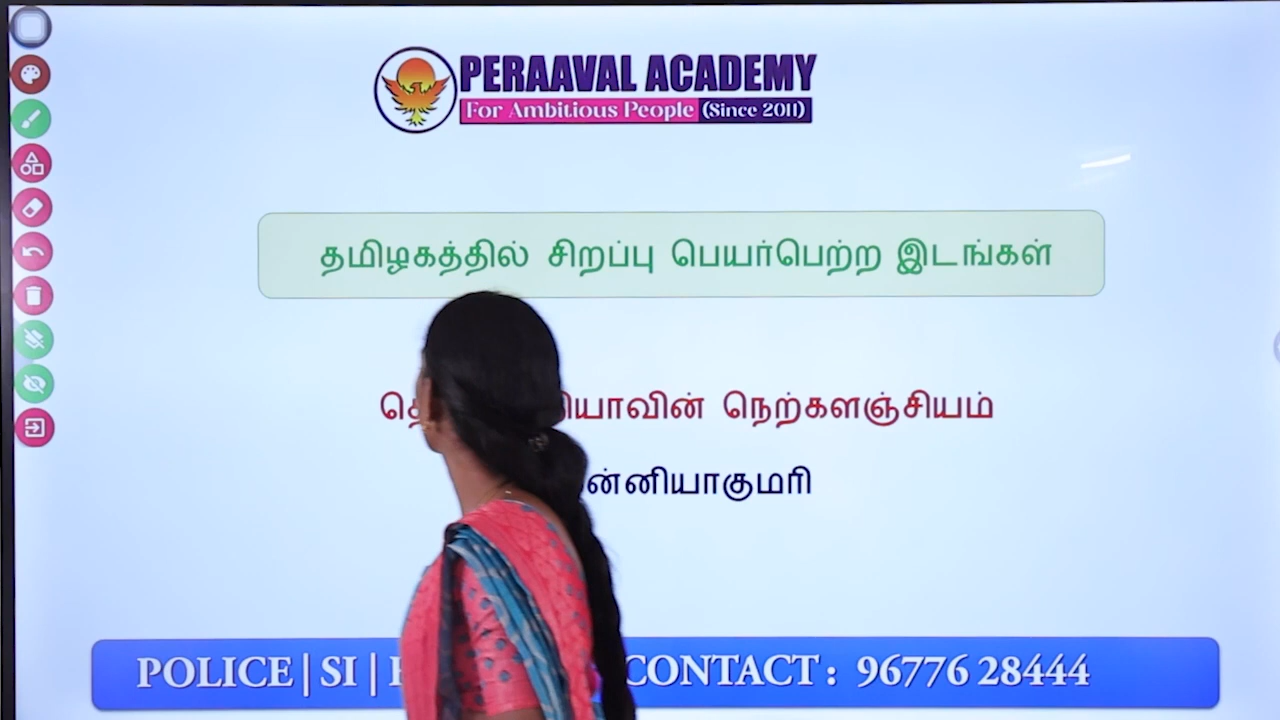 PERAAVAL ACADEMY
For Ambitious People (Since 2011)
தமிழகத்தில் சிறப்பு பெயர்பெற்ற இடங்கள்
நெற்களஞ்சியம்
POLICE | SI | CONTACT : 96776 28444